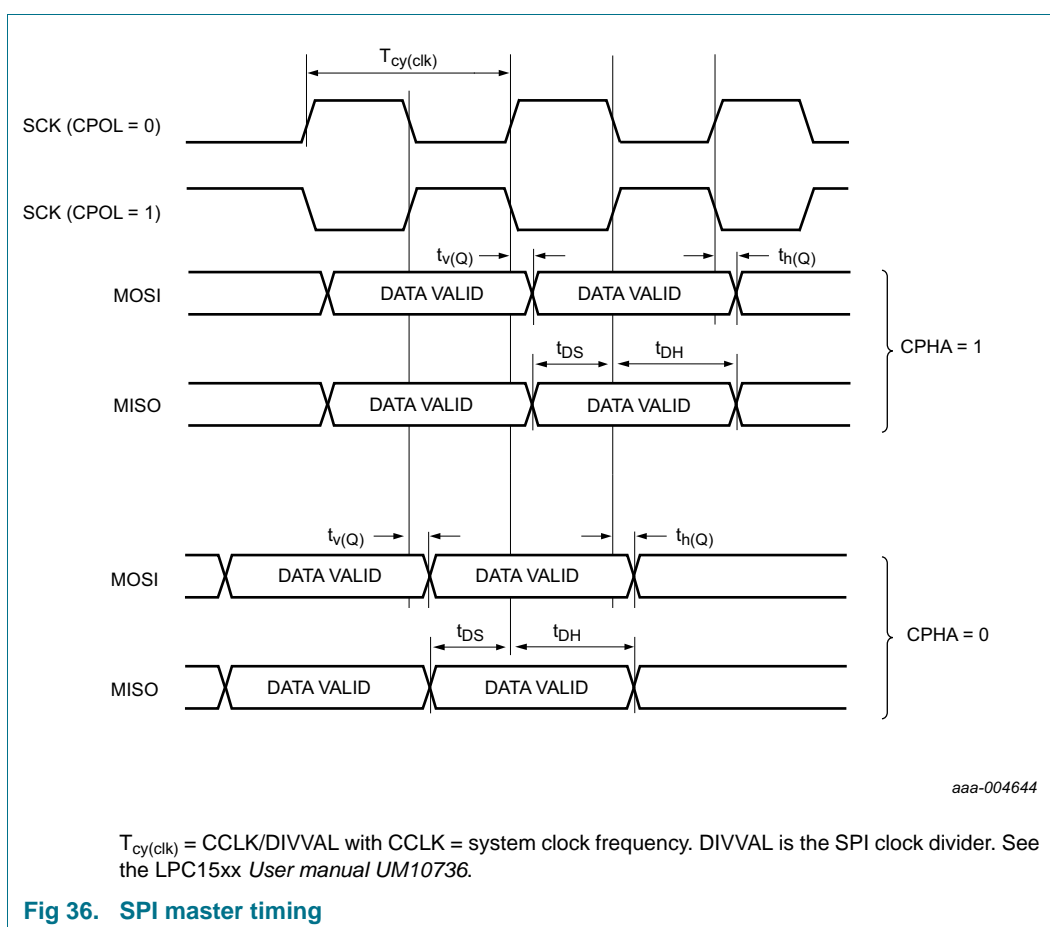 Tcy(clk)
SCK (CPOL = 0)
SCK (CPOL = 1)
tv(Q)
th(Q)
MOSI
DATA VALID
DATA VALID
tDS
tDH
CPHA = 1
MISO
DATA VALID
DATA VALID
tv(Q)
th(Q)
MOSI
DATA VALID
DATA VALID
tDS
tDH
CPHA = 0
MISO
DATA VALID
DATA VALID
aaa-004644
Tcy(clk) = CCLK/DIVVAL with CCLK = system clock frequency. DIVVAL is the SPI clock divider. See
the LPC15xx User manual UM10736.
Fig 36. SPI master timing